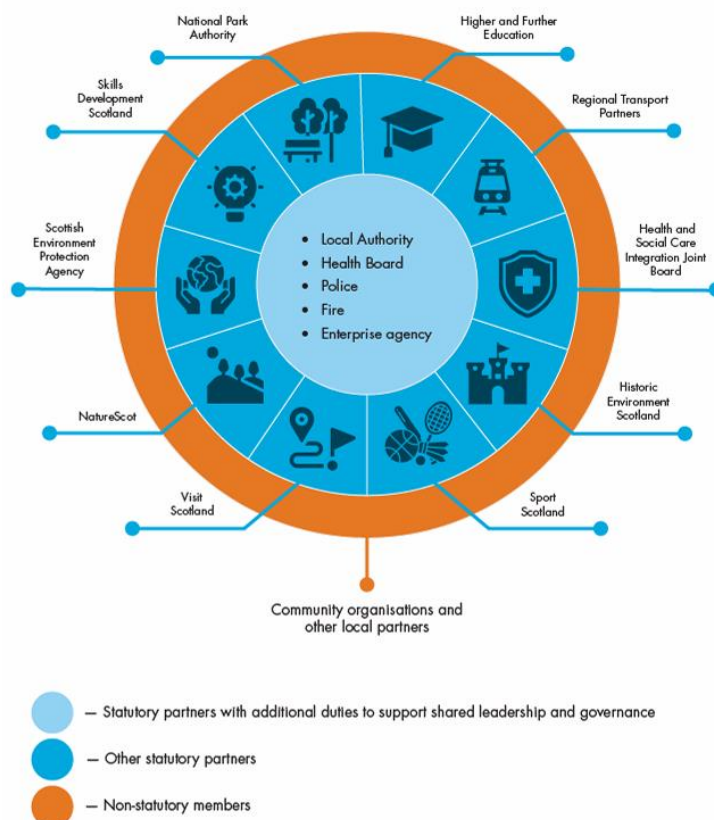 National Park
Authority
Higher and Further
Education
Skills
Development
Scotland
Regional Transport
Partners
Scottish
Environment
Protection
Agency
• Local Authority
• Health Board
• Police
• Fire
• Enterprise agency
Health and
Social Care
Integration Joint
Board
NatureScot
Historic
Environment
Scotland
Visit
Scotland
Sport
Scotland
Community organisations and
other local partners
— Statutory partners with additional duties to support shared leadership and governance
— Other statutory partners
— Non-statutory members